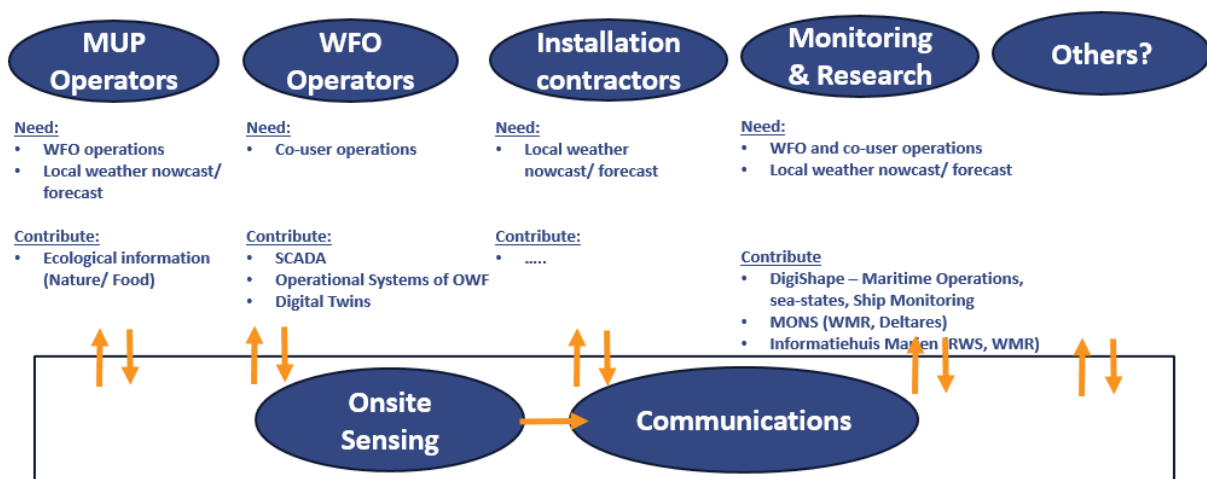 MUP
Operators
WFO
Operators
Installation
contractors
Monitoring
& Research
Others?
Need:
• WFO operations
• Local weather nowcast/
forecast
Contribute:
• Ecological information
(Nature/ Food)
Need:
• Co-user operations
Contribute:
• SCADA
• Operational Systems of OWF
• Digital Twins
Need:
• Local weather
nowcast/ forecast
Contribute:
• …..
Need:
• WFO and co-user operations
• Local weather nowcast/ forecast
Contribute
• DigiShape – Maritime Operations,
sea-states, Ship Monitoring
• MONS (WMR, Deltares)
• Informatiehuis Marien (RWS, WMR)
Onsite
Sensing
Communications